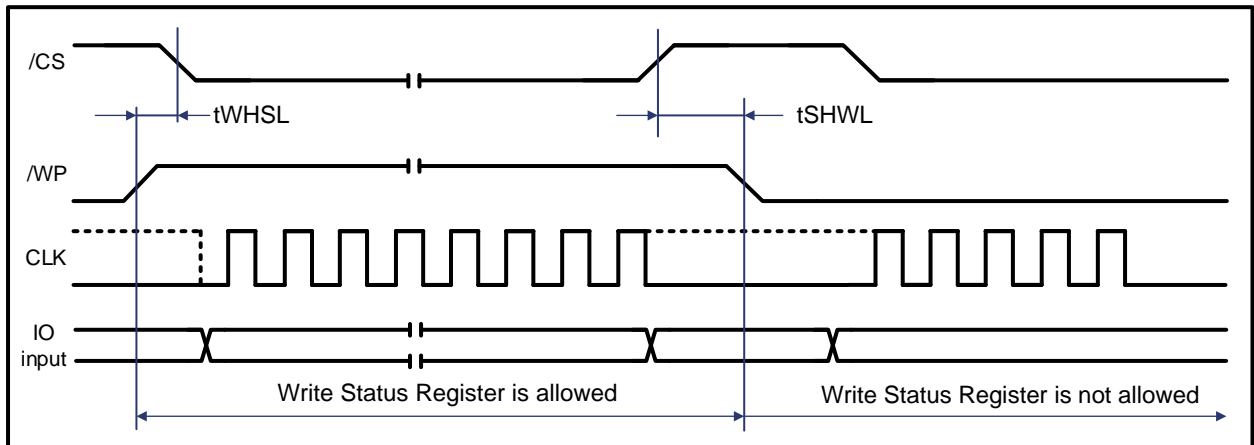 /CS
tWHSL
tSHWL
/WP
CLK
IO
input
Write Status Register is allowed
Write Status Register is not allowed